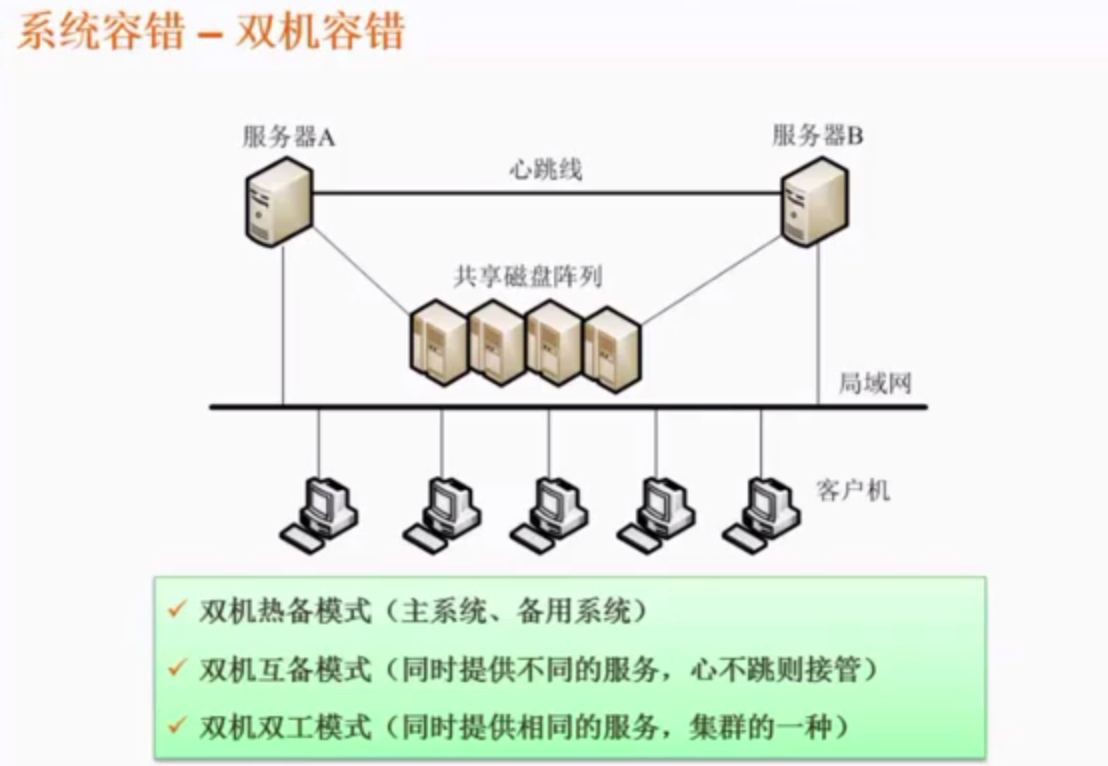 系统容错 – 双机容错
服务器A
服务器B
心跳线
共享磁盘阵列
局域网
客户机
✓ 双机热备模式（主系统、备用系统）
✓ 双机互备模式（同时提供不同的服务，心不跳则接管）
✓ 双机双工模式（同时提供相同的服务，集群的一种）